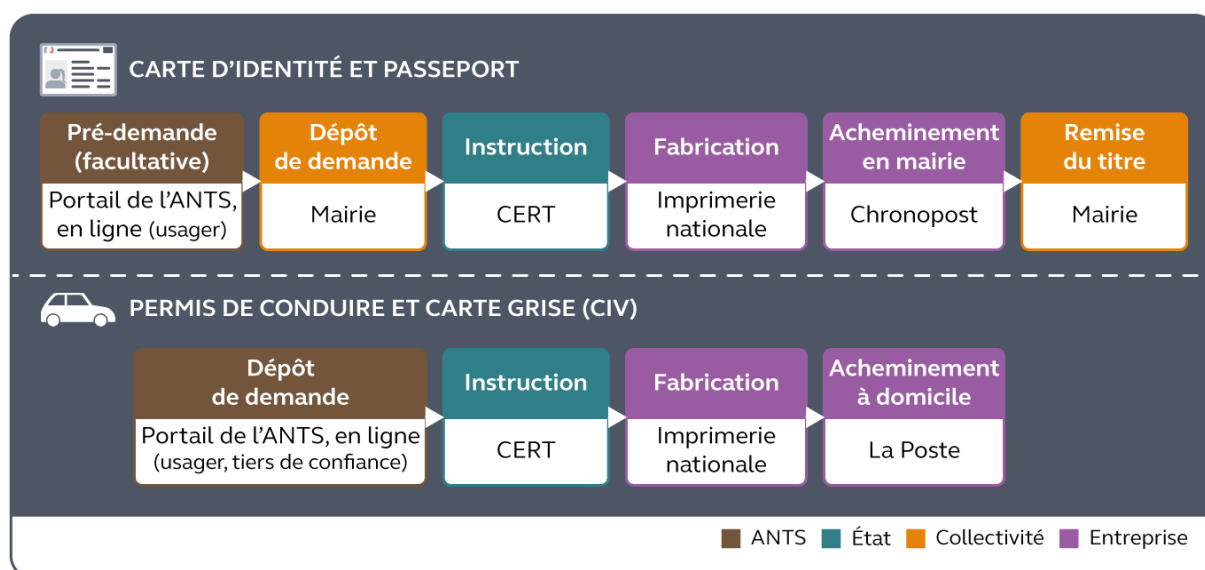 CARTE D'IDENTITÉ ET PASSEPORT
Pré-demande
(facultative)
Portail de l'ANTS,
en ligne (usager)
Dépôt
de demande
Mairie
Instruction
CERT
Fabrication
Imprimerie
nationale
Acheminement
en mairie
Chronopost
Remise
du titre
Mairie
PERMIS DE CONDUIRE ET CARTE GRISE (CIV)
Dépôt
de demande
Portail de l'ANTS, en ligne
(usager, tiers de confiance)
Instruction
CERT
Fabrication
Imprimerie
nationale
Acheminement
à domicile
La Poste
ANTS État Collectivité Entreprise